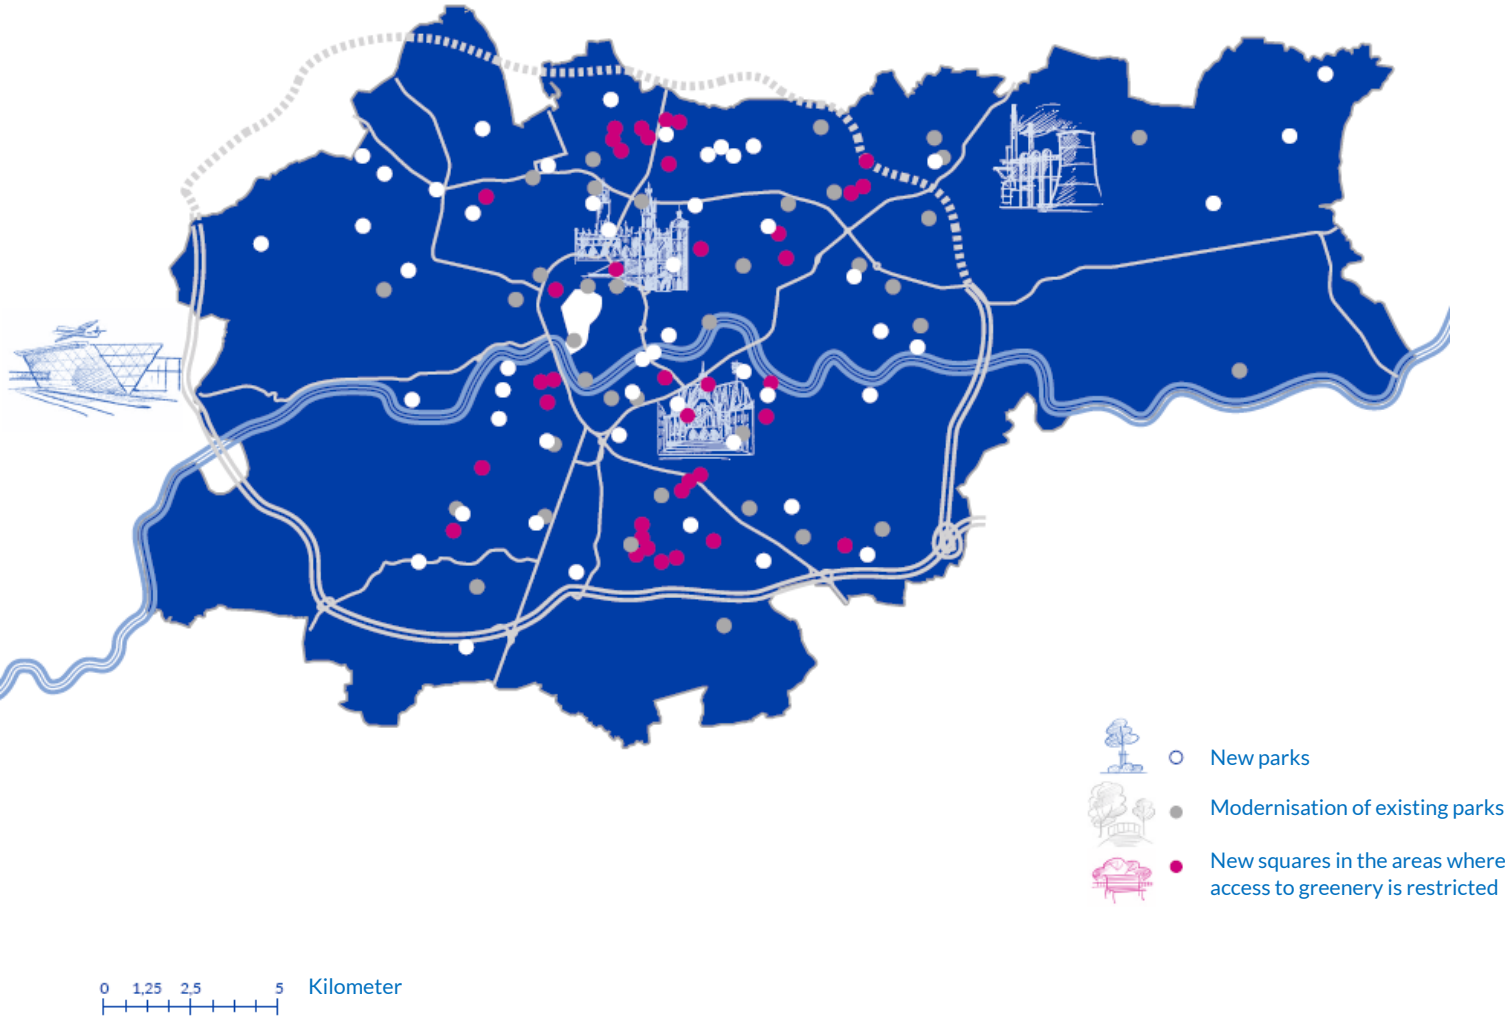 New parks
Modernisation of existing parks
New squares in the areas where
access to greenery is restricted
0 1,25 2,5 5 Kilometer